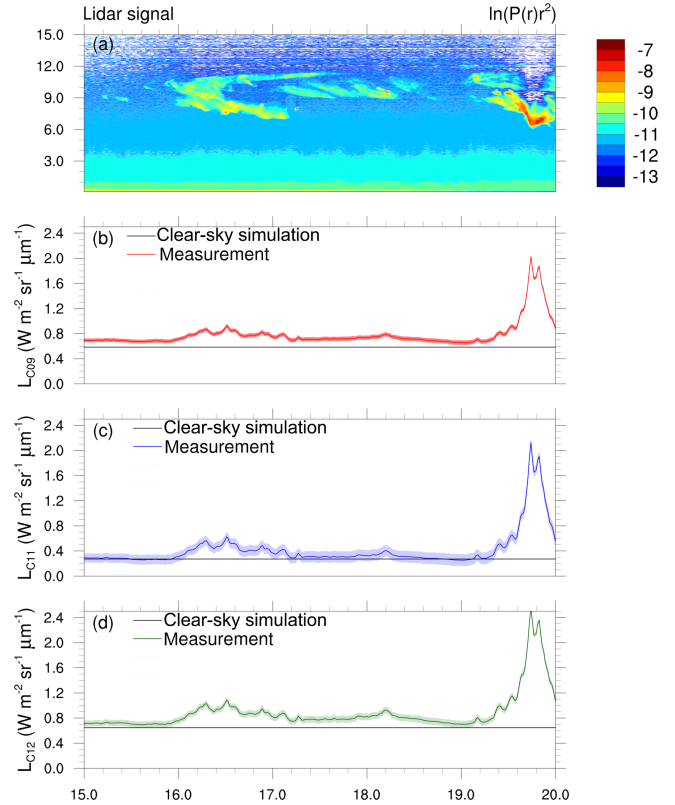 Lidar signal ln(P(r)r²)
15.0
(a)
12.0
9.0
6.0
3.0
-7
-8
-9
-10
-11
-12
-13
(b)
Clear-sky simulation
Measurement
2.4
2.0
1.6
1.2
0.8
0.4
0.0
L_C09 (W m⁻² sr⁻¹ µm⁻¹)
(c)
Clear-sky simulation
Measurement
2.4
2.0
1.6
1.2
0.8
0.4
0.0
L_C11 (W m⁻² sr⁻¹ µm⁻¹)
(d)
Clear-sky simulation
Measurement
2.4
2.0
1.6
1.2
0.8
0.4
0.0
L_C12 (W m⁻² sr⁻¹ µm⁻¹)
15.0 16.0 17.0 18.0 19.0 20.0